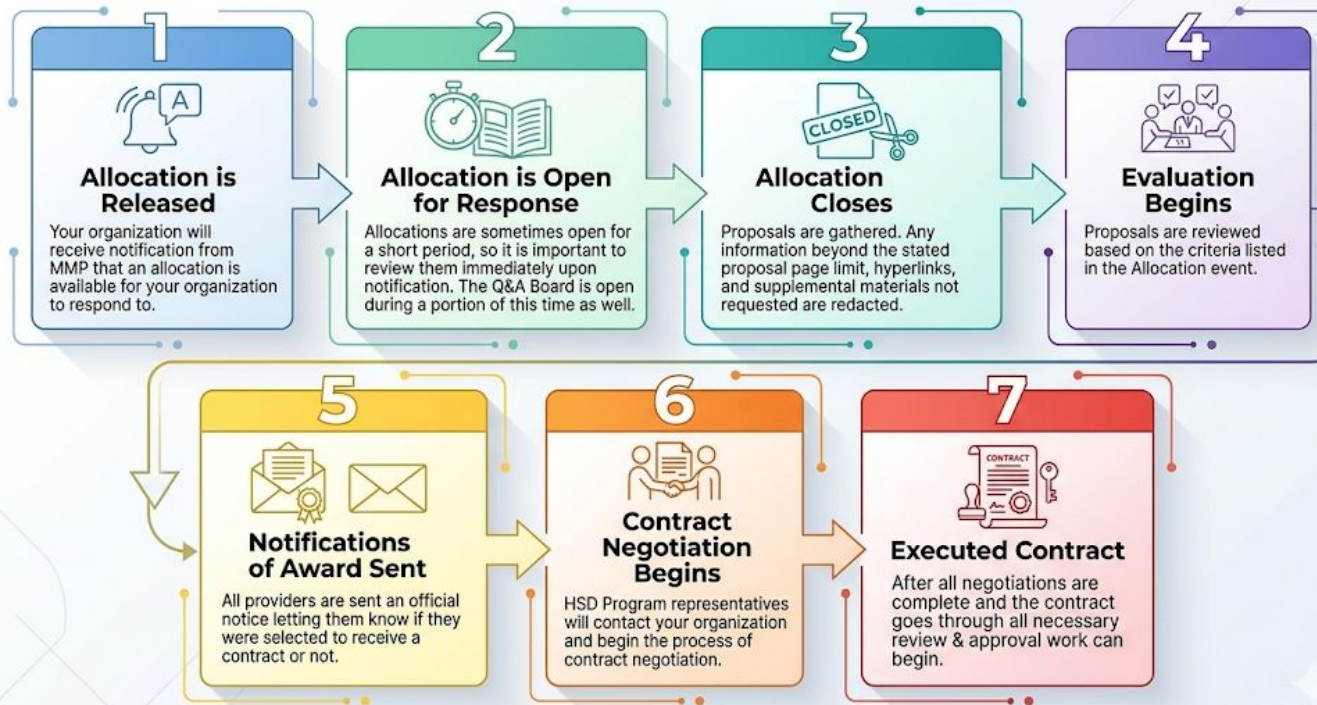 1
A
Allocation is
Released
Your organization will
receive notification from
MMP that an allocation is
available for your organization
to respond to.
2
Allocation is Open
for Response
Allocations are sometimes open for
a short period, so it is important to
review them immediately upon
notification. The Q&A Board is open
during a portion of this time as well.
3
CLOSED
Allocation
Closes
Proposals are gathered. Any
information beyond the stated
proposal page limit, hyperlinks,
and supplemental materials not
requested are redacted.
4
Evaluation
Begins
Proposals are reviewed
based on the criteria listed
in the Allocation event.
5
Notifications
of Award Sent
All providers are sent an official
notice letting them know if they
were selected to receive a
contract or not.
6
Contract
Negotiation
Begins
HSD Program representatives
will contact your organization
and begin the process of
contract negotiation.
7
CONTRACT
Executed Contract
After all negotiations are
complete and the contract
goes through all necessary
review & approval work can
begin.